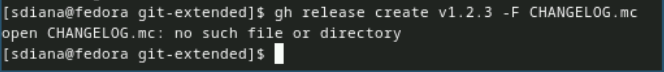 [sdiana@fedora git-extended]$ gh release create v1.2.3 -F CHANGELOG.mc
open CHANGELOG.mc: no such file or directory
[sdiana@fedora git-extended]$